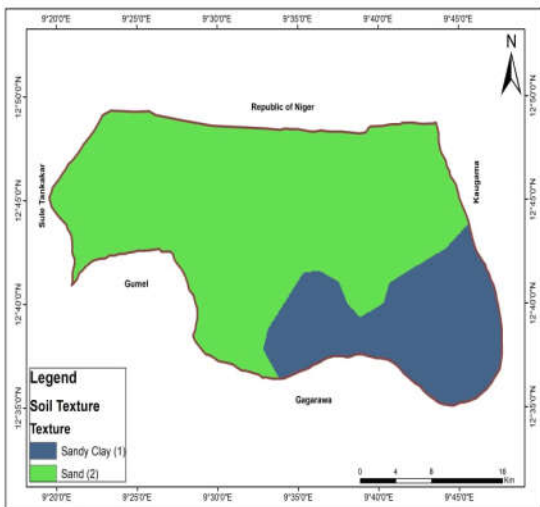 9°20'0"E 9°25'0"E 9°30'0"E 9°35'0"E 9°40'0"E 9°45'0"E
N
12°50'0"N
12°50'0"N
Republic of Niger
Sule Tankakar
Kaugama
12°45'0"N
12°45'0"N
Gumel
12°40'0"N
12°40'0"N
Gagarawa
12°35'0"N
12°35'0"N
Legend
Soil Texture
Texture
Sandy Clay (1)
Sand (2)
0 4 8 16
Km
9°20'0"E 9°25'0"E 9°30'0"E 9°35'0"E 9°40'0"E 9°45'0"E